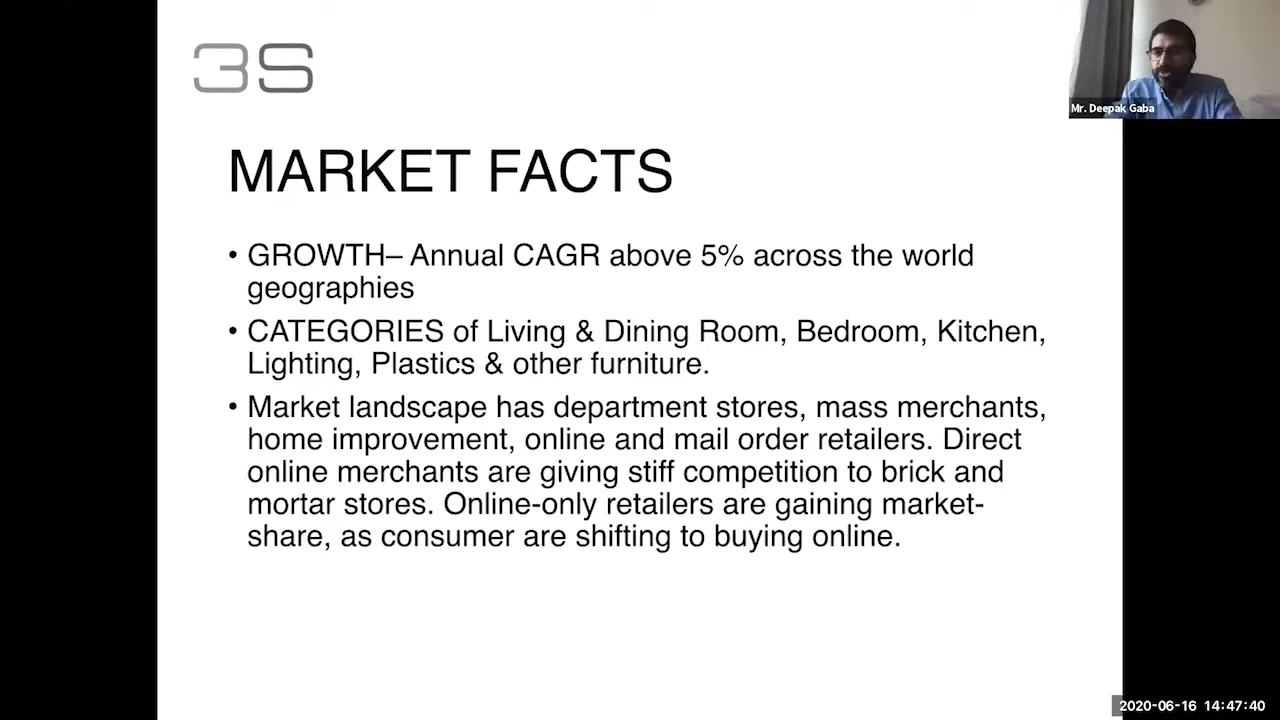 3S
Mr. Deepak Gaba
MARKET FACTS
• GROWTH– Annual CAGR above 5% across the world
geographies
• CATEGORIES of Living & Dining Room, Bedroom, Kitchen,
Lighting, Plastics & other furniture.
• Market landscape has department stores, mass merchants,
home improvement, online and mail order retailers. Direct
online merchants are giving stiff competition to brick and
mortar stores. Online-only retailers are gaining market-
share, as consumer are shifting to buying online.
2020-06-16 14:47:40